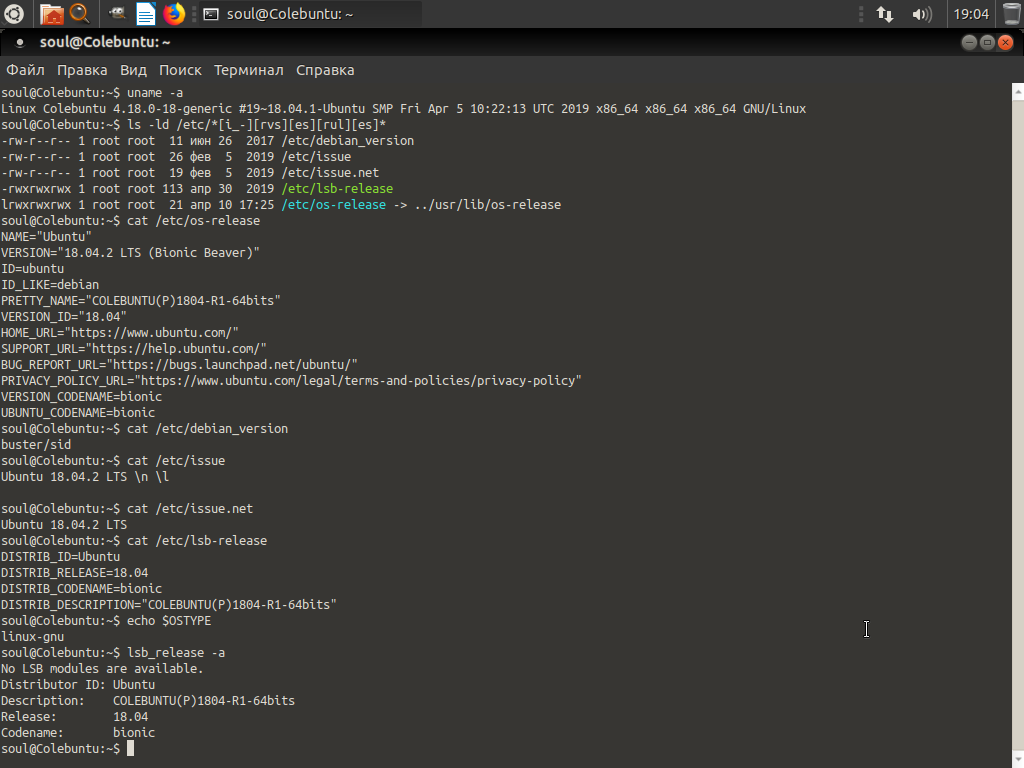 soul@Colebuntu: ~
19:04
soul@Colebuntu: ~
Файл Правка Вид Поиск Терминал Справка
soul@Colebuntu:~$ uname -a
Linux Colebuntu 4.18.0-18-generic #19~18.04.1-Ubuntu SMP Fri Apr 5 10:22:13 UTC 2019 x86_64 x86_64 x86_64 GNU/Linux
soul@Colebuntu:~$ ls -ld /etc/*[i_-][rvs][es][rul][es]*
-rw-r--r-- 1 root root  11 июн 26  2017 /etc/debian_version
-rw-r--r-- 1 root root  26 фев  5  2019 /etc/issue
-rw-r--r-- 1 root root  19 фев  5  2019 /etc/issue.net
-rwxrwxrwx 1 root root 113 апр 30  2019 /etc/lsb-release
lrwxrwxrwx 1 root root  21 апр 10 17:25 /etc/os-release -> ../usr/lib/os-release
soul@Colebuntu:~$ cat /etc/os-release
NAME="Ubuntu"
VERSION="18.04.2 LTS (Bionic Beaver)"
ID=ubuntu
ID_LIKE=debian
PRETTY_NAME="COLEBUNTU(P)1804-R1-64bits"
VERSION_ID="18.04"
HOME_URL="https://www.ubuntu.com/"
SUPPORT_URL="https://help.ubuntu.com/"
BUG_REPORT_URL="https://bugs.launchpad.net/ubuntu/"
PRIVACY_POLICY_URL="https://www.ubuntu.com/legal/terms-and-policies/privacy-policy"
VERSION_CODENAME=bionic
UBUNTU_CODENAME=bionic
soul@Colebuntu:~$ cat /etc/debian_version
buster/sid
soul@Colebuntu:~$ cat /etc/issue
Ubuntu 18.04.2 LTS \n \l
soul@Colebuntu:~$ cat /etc/issue.net
Ubuntu 18.04.2 LTS
soul@Colebuntu:~$ cat /etc/lsb-release
DISTRIB_ID=Ubuntu
DISTRIB_RELEASE=18.04
DISTRIB_CODENAME=bionic
DISTRIB_DESCRIPTION="COLEBUNTU(P)1804-R1-64bits"
soul@Colebuntu:~$ echo $OSTYPE
linux-gnu
soul@Colebuntu:~$ lsb_release -a
No LSB modules are available.
Distributor ID: Ubuntu
Description:    COLEBUNTU(P)1804-R1-64bits
Release:        18.04
Codename:       bionic
soul@Colebuntu:~$